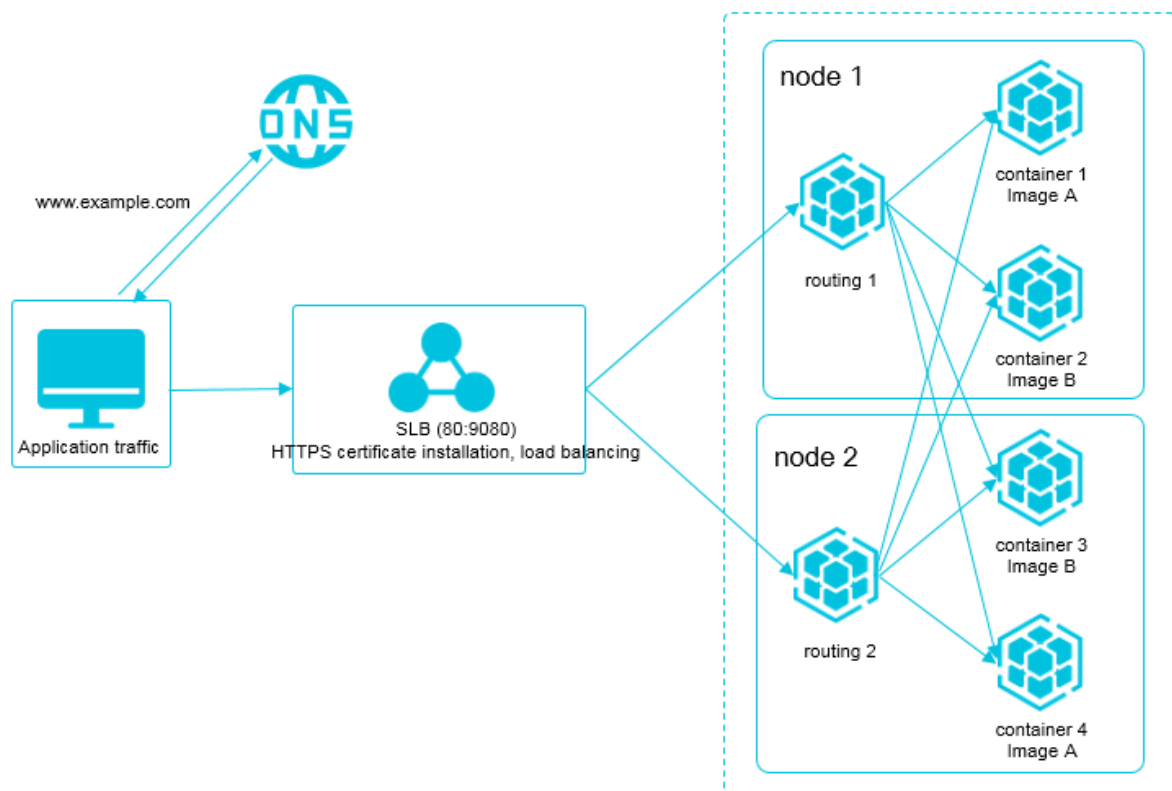 DNS
www.example.com
Application traffic
SLB (80:9080)
HTTPS certificate installation, load balancing
node 1
routing 1
container 1
Image A
container 2
Image B
node 2
routing 2
container 3
Image B
container 4
Image A